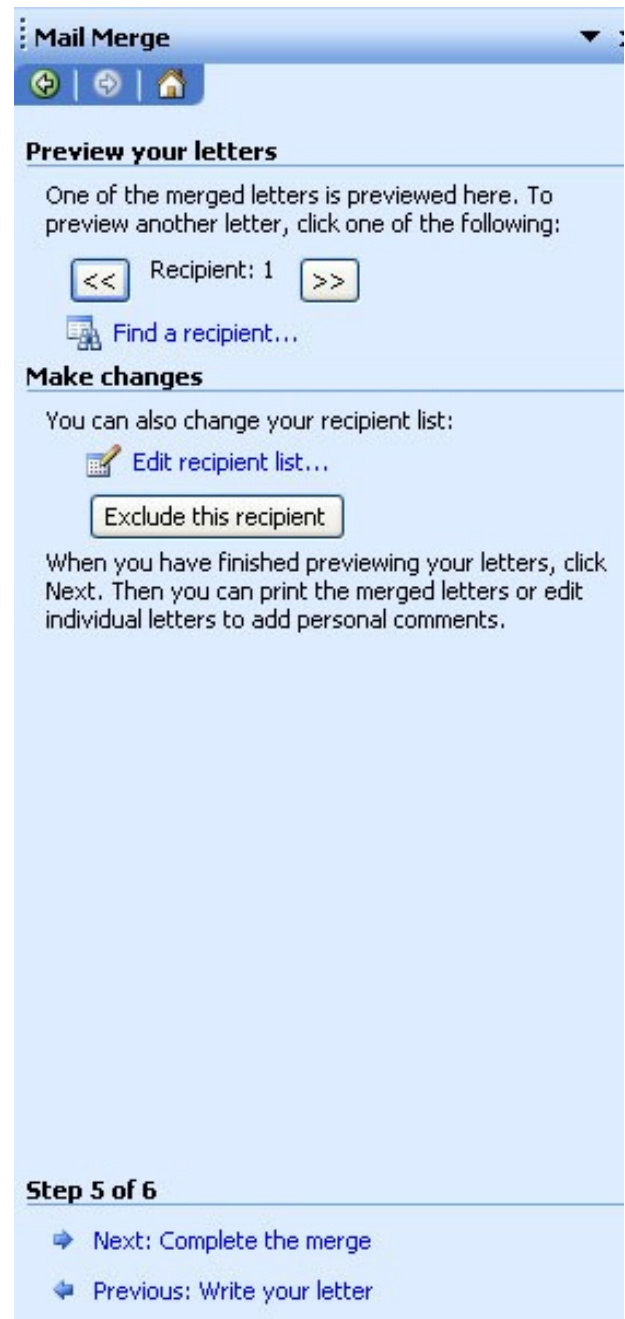 Mail Merge
Preview your letters
One of the merged letters is previewed here. To
preview another letter, click one of the following:
<< Recipient: 1 >>
Find a recipient...
Make changes
You can also change your recipient list:
Edit recipient list...
Exclude this recipient
When you have finished previewing your letters, click
Next. Then you can print the merged letters or edit
individual letters to add personal comments.
Step 5 of 6
Next: Complete the merge
Previous: Write your letter